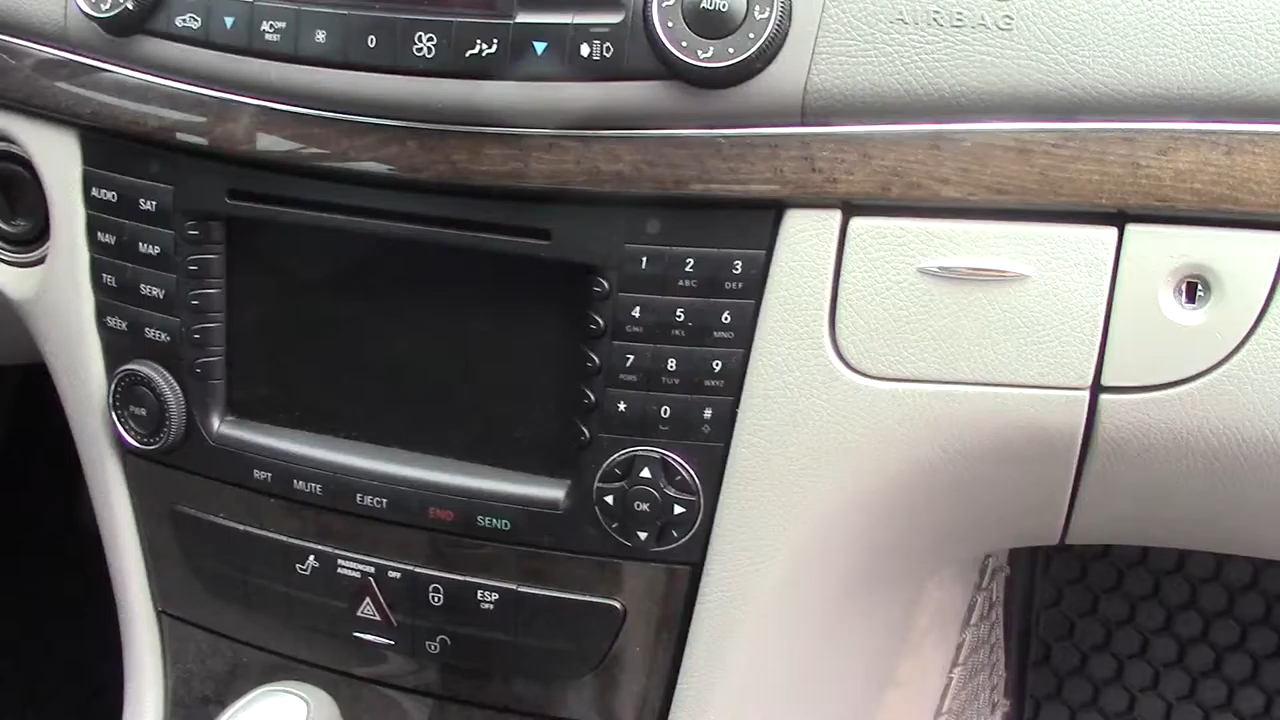 AUTO
AIRBAG
AC OFF
REST
0
AUDIO SAT
NAV MAP
TEL SERV
-SEEK SEEK+
PWR
1 2 3
ABC DEF
4 5 6
GHI JKL MNO
7 8 9
PQRS TUV WXYZ
* 0 #
OK
RPT MUTE EJECT END SEND
PASSENGER
AIRBAG OFF
ESP
OFF